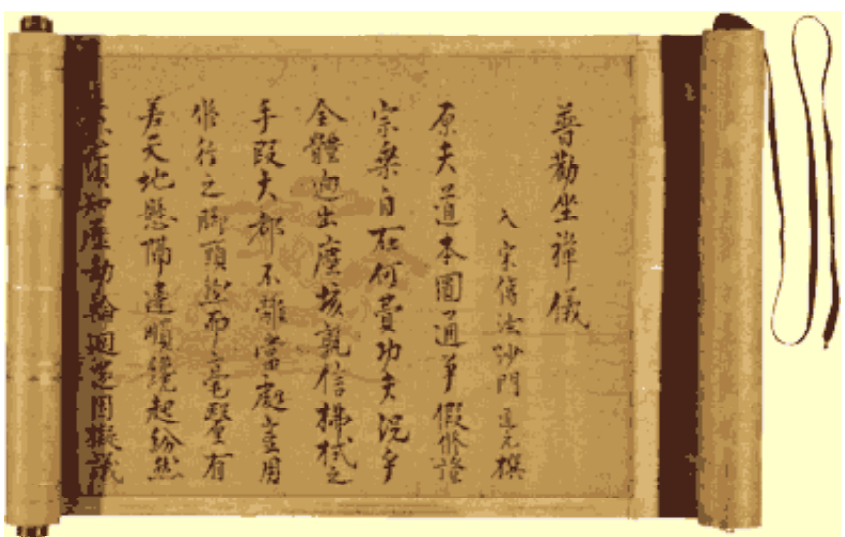 普勸坐禪儀
入宋傳法沙門道元撰
原夫道本圓通爭假修證
宗乘自在何費功夫況乎
全體迥出塵埃孰信拂拭之
手段大都不離當處豈用
修行之脚頭然而毫釐有
差天地懸隔違順纔起紛然
須知歷劫輪迴還因擬議